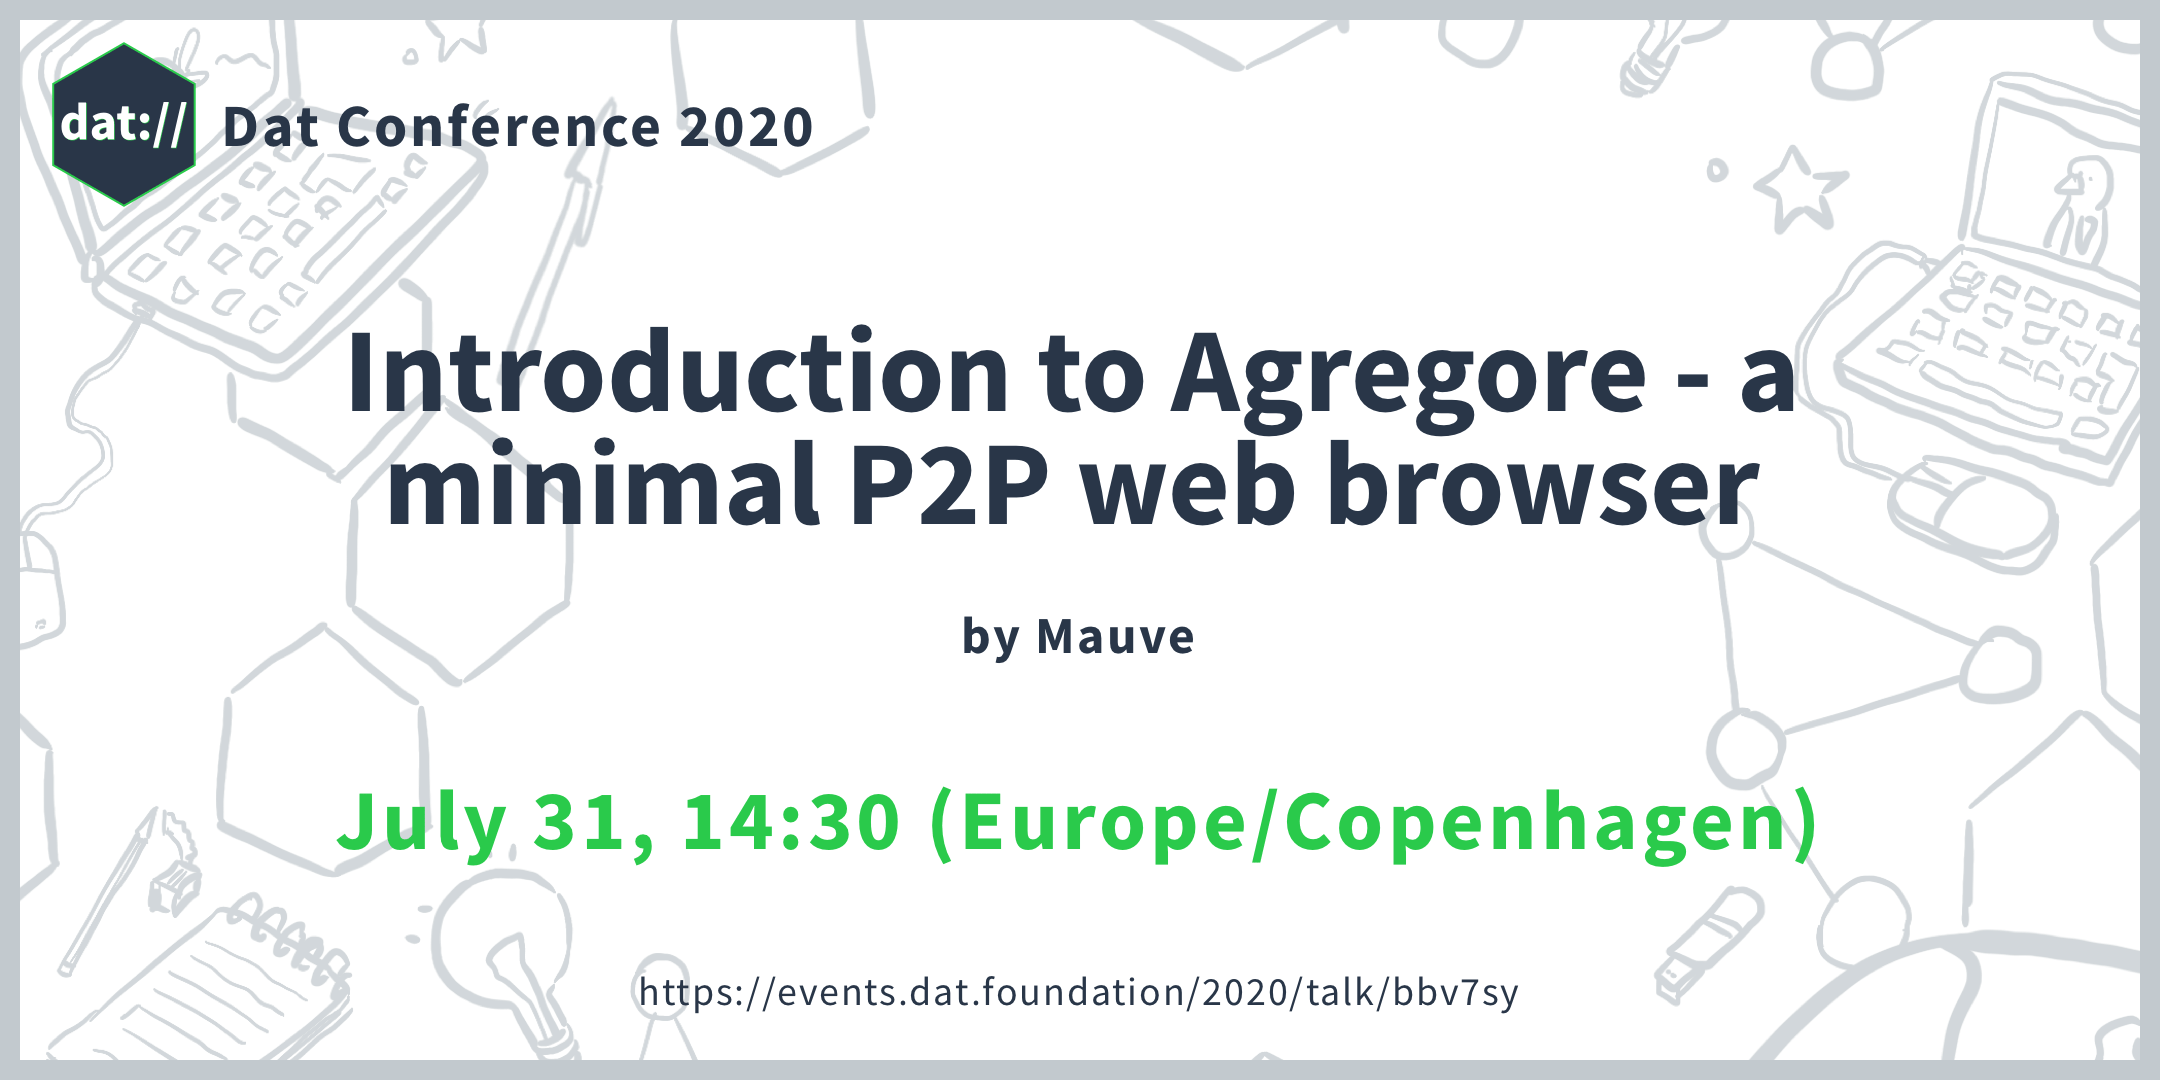 dat://
Dat Conference 2020
Introduction to Agregore - a
minimal P2P web browser
by Mauve
July 31, 14:30 (Europe/Copenhagen)
https://events.dat.foundation/2020/talk/bbv7sy